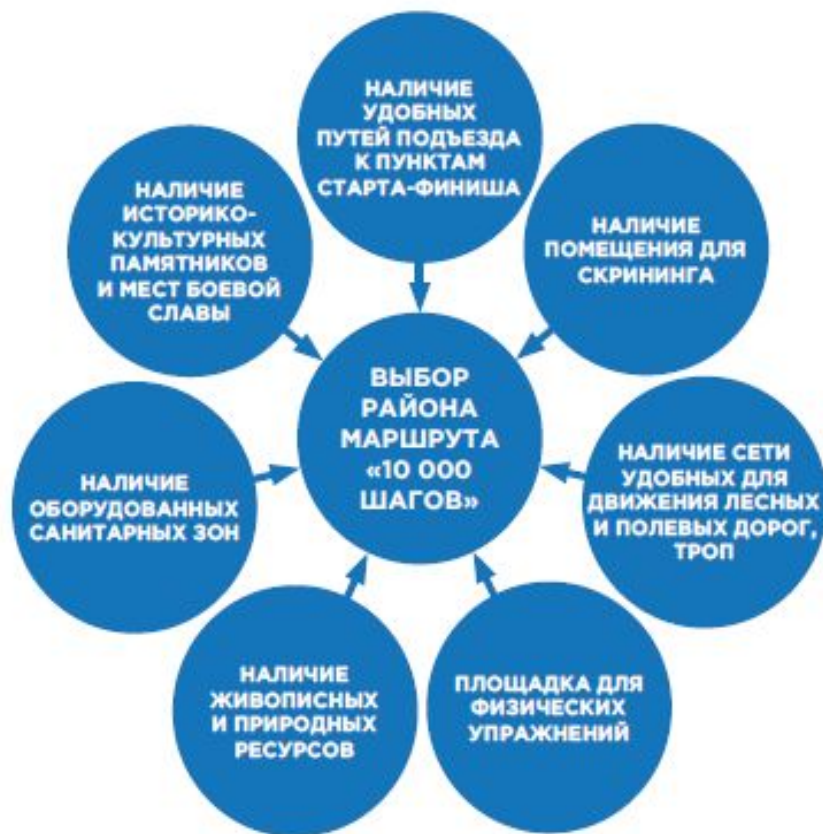 НАЛИЧИЕ
УДОБНЫХ
ПУТЕЙ ПОДЪЕЗДА
К ПУНКТАМ
СТАРТА-ФИНИША
НАЛИЧИЕ
ПОМЕЩЕНИЯ ДЛЯ
СКРИНИНГА
НАЛИЧИЕ СЕТИ
УДОБНЫХ ДЛЯ
ДВИЖЕНИЯ ЛЕСНЫХ
И ПОЛЕВЫХ ДОРОГ,
ТРОП
ПЛОЩАДКА ДЛЯ
ФИЗИЧЕСКИХ
УПРАЖНЕНИЙ
НАЛИЧИЕ
ЖИВОПИСНЫХ
И ПРИРОДНЫХ
РЕСУРСОВ
НАЛИЧИЕ
ОБОРУДОВАННЫХ
САНИТАРНЫХ ЗОН
НАЛИЧИЕ
ИСТОРИКО-
КУЛЬТУРНЫХ
ПАМЯТНИКОВ
И МЕСТ БОЕВОЙ
СЛАВЫ
ВЫБОР
РАЙОНА
МАРШРУТА
«10 000
ШАГОВ»